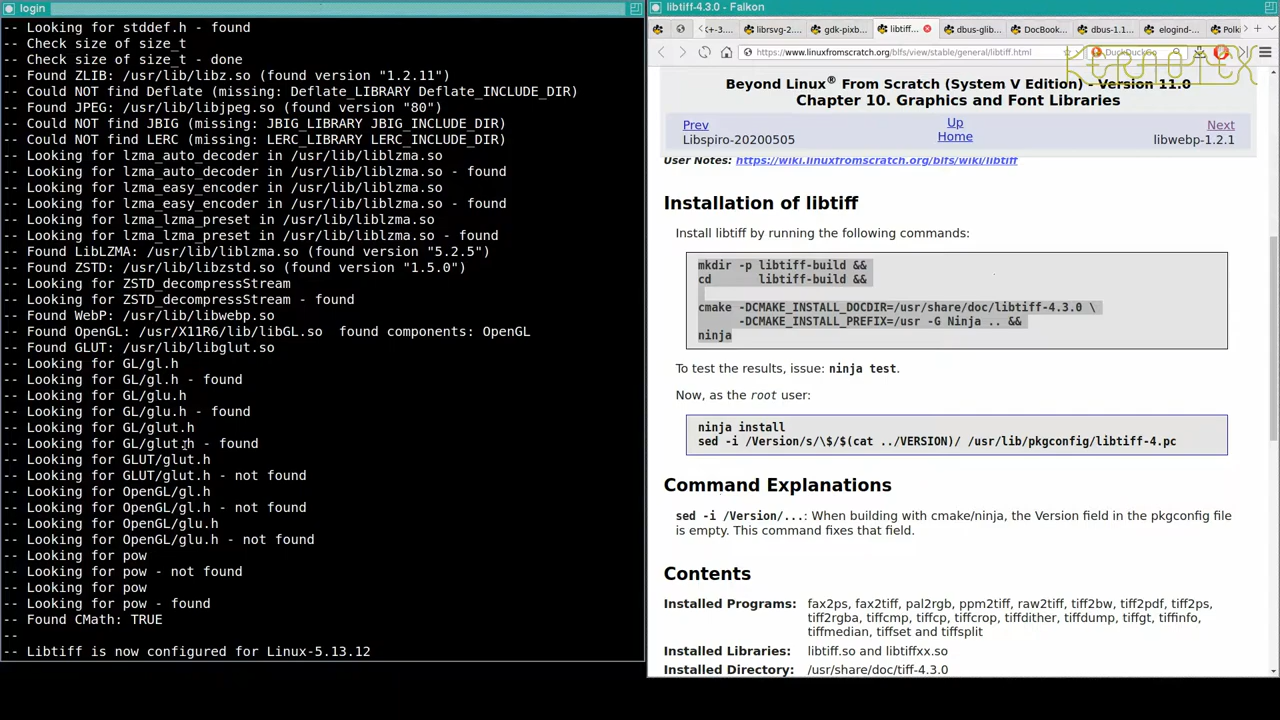 login
-- Looking for stddef.h - found
-- Check size of size_t
-- Check size of size_t - done
-- Found ZLIB: /usr/lib/libz.so (found version "1.2.11")
-- Could NOT find Deflate (missing: Deflate_LIBRARY Deflate_INCLUDE_DIR)
-- Found JPEG: /usr/lib/libjpeg.so (found version "80")
-- Could NOT find JBIG (missing: JBIG_LIBRARY JBIG_INCLUDE_DIR)
-- Could NOT find LERC (missing: LERC_LIBRARY LERC_INCLUDE_DIR)
-- Looking for lzma_auto_decoder in /usr/lib/liblzma.so
-- Looking for lzma_auto_decoder in /usr/lib/liblzma.so - found
-- Looking for lzma_easy_encoder in /usr/lib/liblzma.so
-- Looking for lzma_easy_encoder in /usr/lib/liblzma.so - found
-- Looking for lzma_lzma_preset in /usr/lib/liblzma.so
-- Looking for lzma_lzma_preset in /usr/lib/liblzma.so - found
-- Found LibLZMA: /usr/lib/liblzma.so (found version "5.2.5")
-- Found ZSTD: /usr/lib/libzstd.so (found version "1.5.0")
-- Looking for ZSTD_decompressStream
-- Looking for ZSTD_decompressStream - found
-- Found WebP: /usr/lib/libwebp.so
-- Found OpenGL: /usr/X11R6/lib/libGL.so  found components: OpenGL
-- Found GLUT: /usr/lib/libglut.so
-- Looking for GL/gl.h
-- Looking for GL/gl.h - found
-- Looking for GL/glu.h
-- Looking for GL/glu.h - found
-- Looking for GL/glut.h
-- Looking for GL/glut.h - found
-- Looking for GLUT/glut.h
-- Looking for GLUT/glut.h - not found
-- Looking for OpenGL/gl.h
-- Looking for OpenGL/gl.h - not found
-- Looking for OpenGL/glu.h
-- Looking for OpenGL/glu.h - not found
-- Looking for pow
-- Looking for pow - not found
-- Looking for pow
-- Looking for pow - found
-- Found CMath: TRUE
--
-- Libtiff is now configured for Linux-5.13.12
libtiff-4.3.0 - Falkon
+-3. librsvg-2. gdk-pixb. libtiff. dbus-glib DocBook. dbus-1.1 elogind-2 Polki
https://www.linuxfromscratch.org/blfs/view/stable/general/libtiff.html DuckDuckGo
KERNOTEX
Beyond Linux® From Scratch (System V Edition) - Version 11.0
Chapter 10. Graphics and Font Libraries
Prev Up Next
Libspiro-20200505 Home libwebp-1.2.1
User Notes: https://wiki.linuxfromscratch.org/blfs/wiki/libtiff
Installation of libtiff
Install libtiff by running the following commands:
mkdir -p libtiff-build &&
cd       libtiff-build &&
cmake -DCMAKE_INSTALL_DOCDIR=/usr/share/doc/libtiff-4.3.0 \
-DCMAKE_INSTALL_PREFIX=/usr -G Ninja .. &&
ninja
To test the results, issue: ninja test.
Now, as the root user:
ninja install
sed -i /Version/s/\$/$(cat ../VERSION)/ /usr/lib/pkgconfig/libtiff-4.pc
Command Explanations
sed -i /Version/...: When building with cmake/ninja, the Version field in the pkgconfig file
is empty. This command fixes that field.
Contents
Installed Programs: fax2ps, fax2tiff, pal2rgb, ppm2tiff, raw2tiff, tiff2bw, tiff2pdf, tiff2ps,
tiff2rgba, tiffcmp, tiffcp, tiffcrop, tiffdither, tiffdump, tiffgt, tiffinfo,
tiffmedian, tiffset and tiffsplit
Installed Libraries: libtiff.so and libtiffxx.so
Installed Directory: /usr/share/doc/tiff-4.3.0